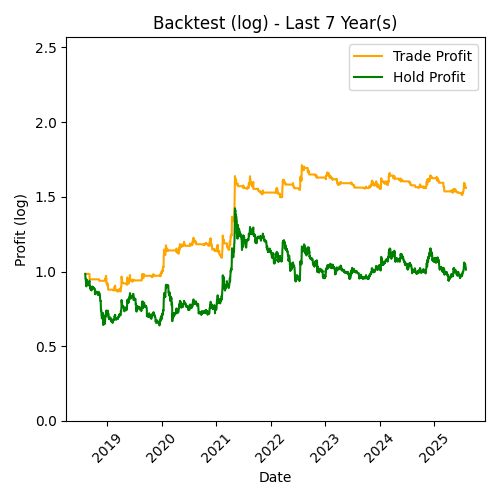 Backtest (log) - Last 7 Year(s)
Trade Profit
Hold Profit
Profit (log)
2.5
2.0
1.5
1.0
0.5
0.0
2019
2020
2021
2022
2023
2024
2025
Date